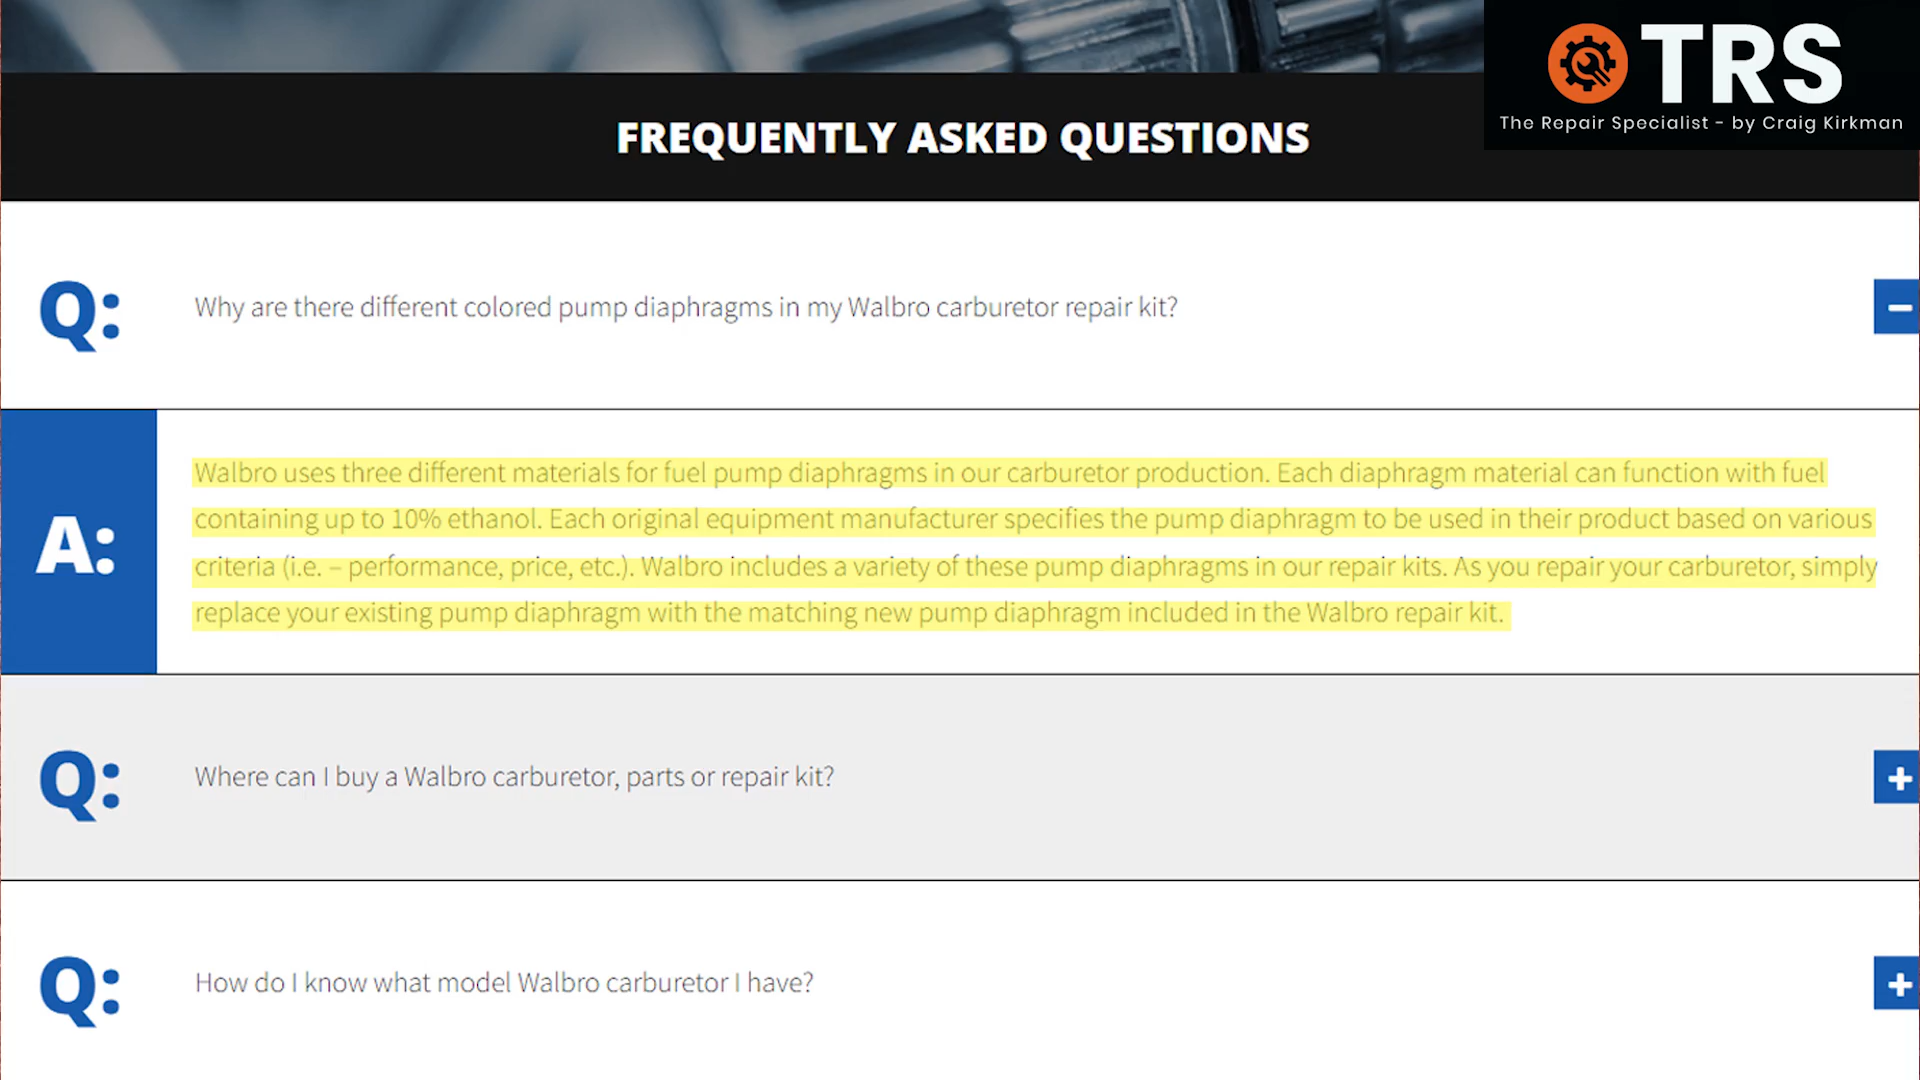 TRS
The Repair Specialist - by Craig Kirkman
FREQUENTLY ASKED QUESTIONS
Q: Why are there different colored pump diaphragms in my Walbro carburetor repair kit?
A: Walbro uses three different materials for fuel pump diaphragms in our carburetor production. Each diaphragm material can function with fuel
containing up to 10% ethanol. Each original equipment manufacturer specifies the pump diaphragm to be used in their product based on various
criteria (i.e. – performance, price, etc.). Walbro includes a variety of these pump diaphragms in our repair kits. As you repair your carburetor, simply
replace your existing pump diaphragm with the matching new pump diaphragm included in the Walbro repair kit.
Q: Where can I buy a Walbro carburetor, parts or repair kit?
Q: How do I know what model Walbro carburetor I have?